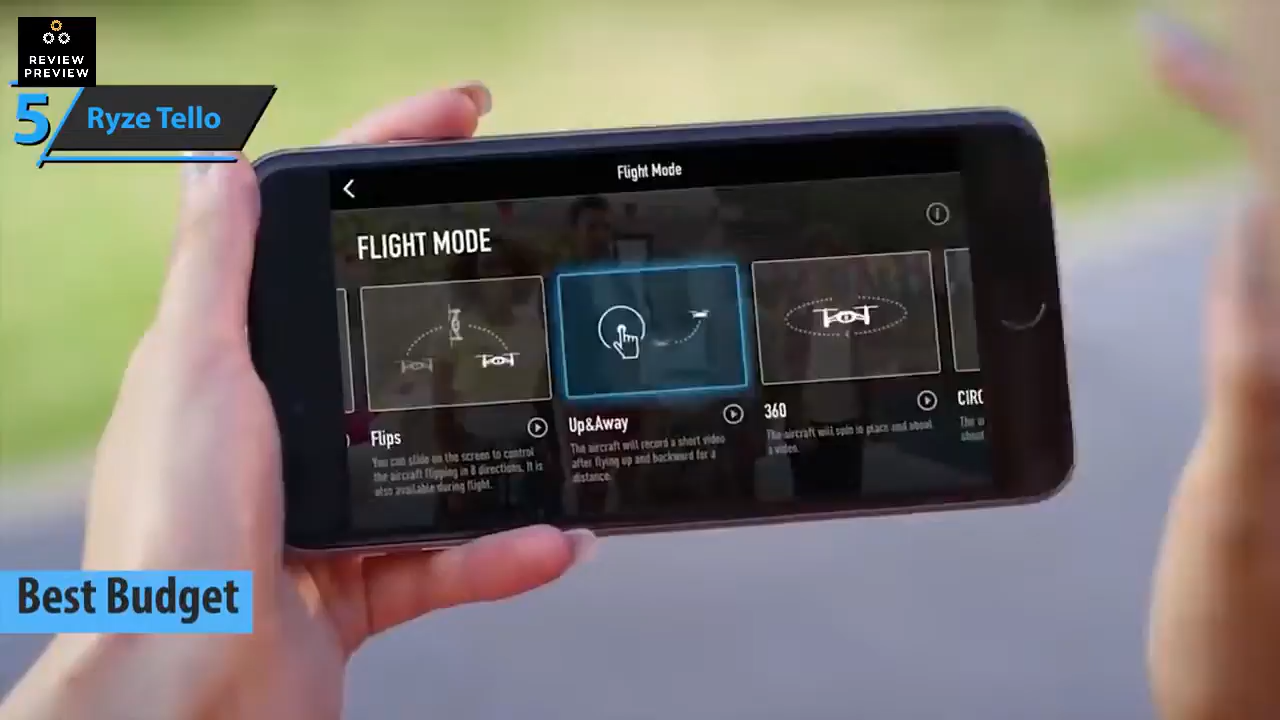 REVIEW
PREVIEW
5
Ryze Tello
Flight Mode
FLIGHT MODE
Flips
You can slide on the screen to control
the aircraft flipping in 8 directions. It is
also available during flight.
Up&Away
The aircraft will record a short video
after flying up and backward for a
distance.
360
The aircraft will spin in place and
a video.
CIRC
Best Budget